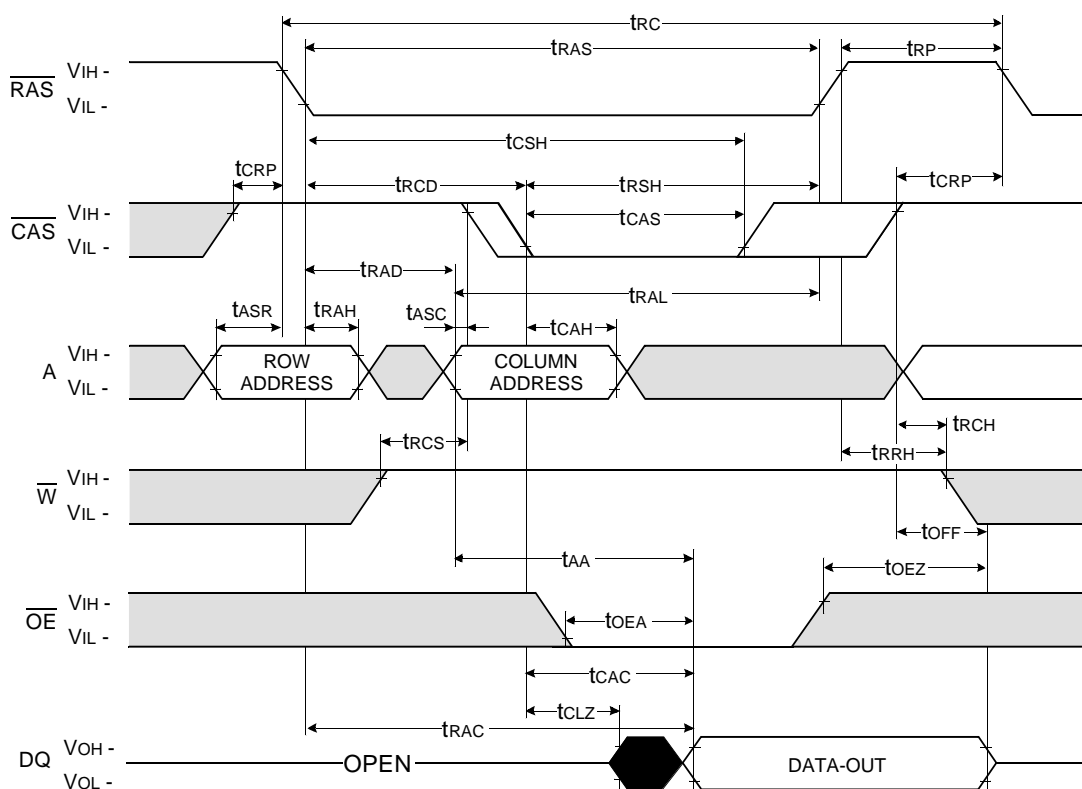 tRC
tRAS
tRP
RAS
VIH -
VIL -
tCSH
tCRP
tRCD
tRSH
tCRP
CAS
VIH -
VIL -
tCAS
tRAD
tRAL
tASR
tRAH
tASC
tCAH
A
VIH -
VIL -
ROW
ADDRESS
COLUMN
ADDRESS
tRCS
tRCH
tRRH
W
VIH -
VIL -
tOFF
tAA
tOEZ
OE
VIH -
VIL -
tOEA
tCAC
tCLZ
tRAC
DQ
VOH -
VOL -
OPEN
DATA-OUT